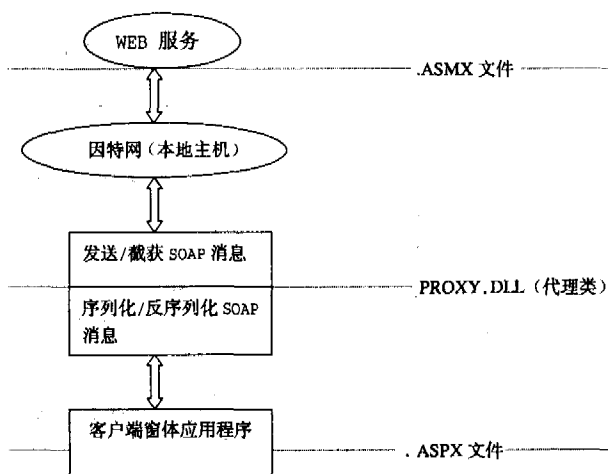 WEB 服务
.ASMX 文件
因特网(本地主机)
发送/截获 SOAP 消息
PROXY.DLL (代理类)
序列化/反序列化 SOAP
消息
客户端窗体应用程序
. ASPX 文件